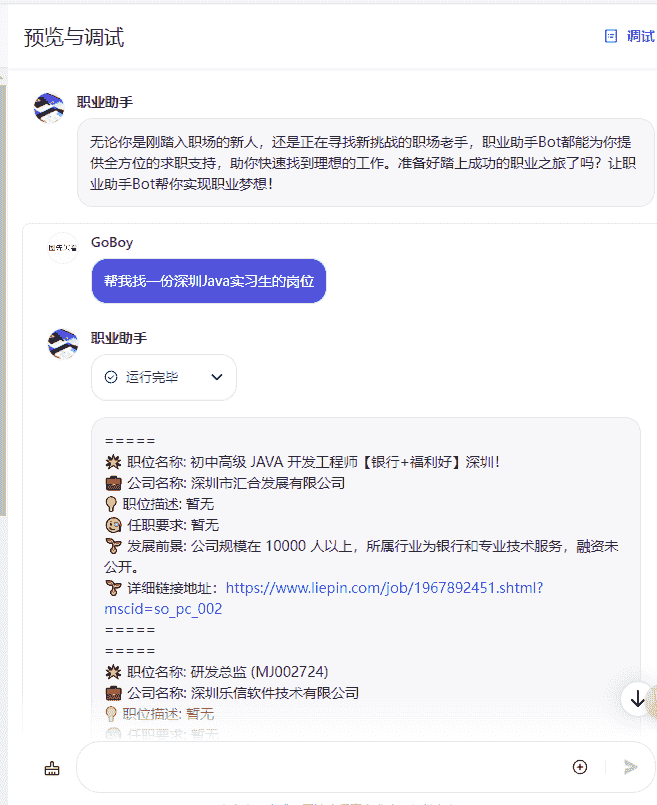 预览与调试
调试
职业助手
无论你是刚踏入职场的新人，还是正在寻找新挑战的职场老手，职业助手Bot都能为你提
供全方位的求职支持，助你快速找到理想的工作。准备好踏上成功的职业之旅了吗？让职
业助手Bot帮你实现职业梦想！
GoBoy
帮我找一份深圳Java实习生的岗位
职业助手
运行完毕
=====
职位名称: 初中高级 JAVA 开发工程师【银行+福利好】深圳！
公司名称: 深圳市汇合发展有限公司
职位描述: 暂无
任职要求: 暂无
发展前景: 公司规模在 10000 人以上，所属行业为银行和专业技术服务，融资未
公开。
详细链接地址：https://www.liepin.com/job/1967892451.shtml?
mscid=so_pc_002
=====
=====
职位名称: 研发总监 (MJ002724)
公司名称: 深圳乐信软件技术有限公司
职位描述: 暂无
任职要求: 暂无